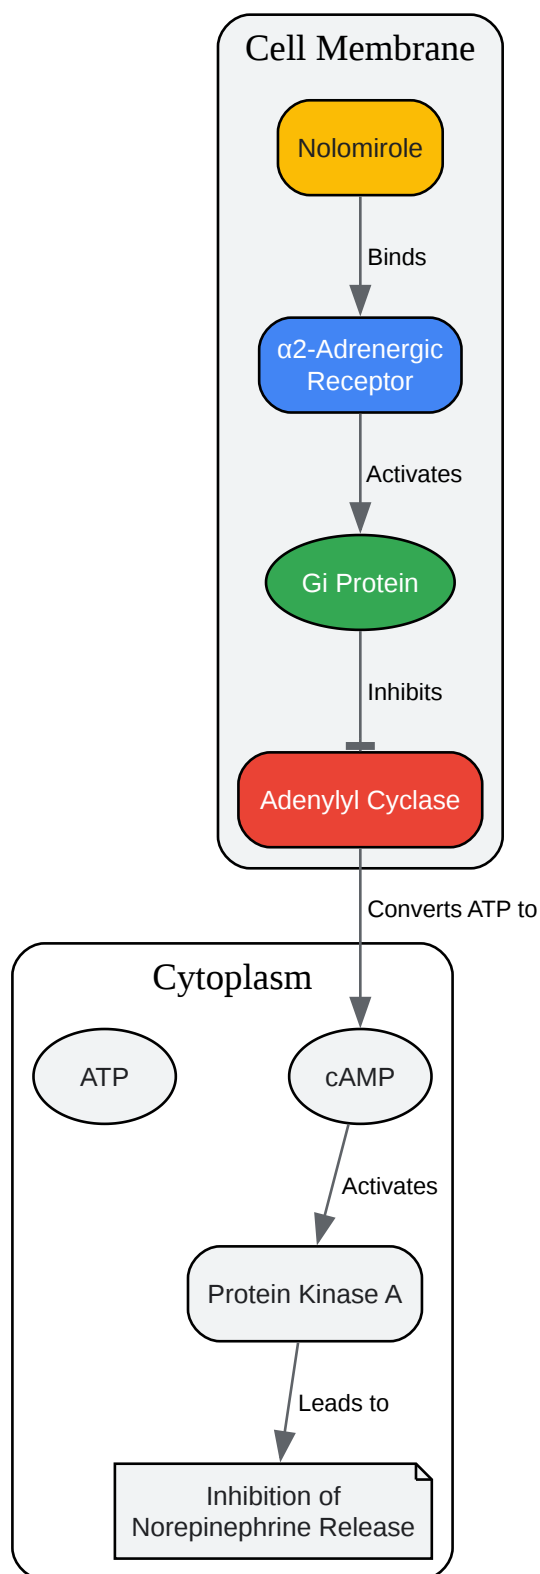 Cell Membrane
Nolomirole
Binds
α2-Adrenergic
Receptor
Activates
Gi Protein
Inhibits
Adenylyl Cyclase
Converts ATP to
Cytoplasm
ATP
cAMP
Activates
Protein Kinase A
Leads to
Inhibition of
Norepinephrine Release